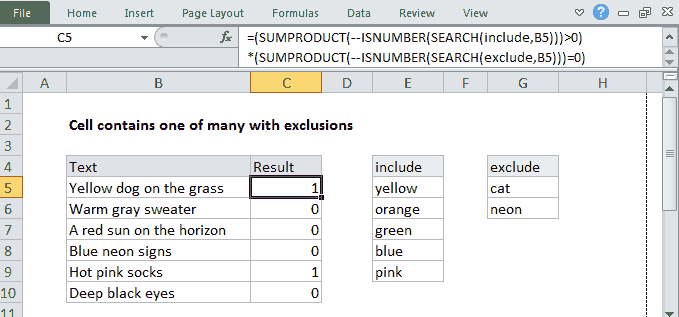 File Home Insert Page Layout Formulas Data Review View
C5 fx =(SUMPRODUCT(--ISNUMBER(SEARCH(include,B5)))>0)
*(SUMPRODUCT(--ISNUMBER(SEARCH(exclude,B5)))=0)
A B C D E F G H
1
2 Cell contains one of many with exclusions
3
4 Text Result include exclude
5 Yellow dog on the grass 1 yellow cat
6 Warm gray sweater 0 orange neon
7 A red sun on the horizon 0 green
8 Blue neon signs 0 blue
9 Hot pink socks 1 pink
10 Deep black eyes 0
11